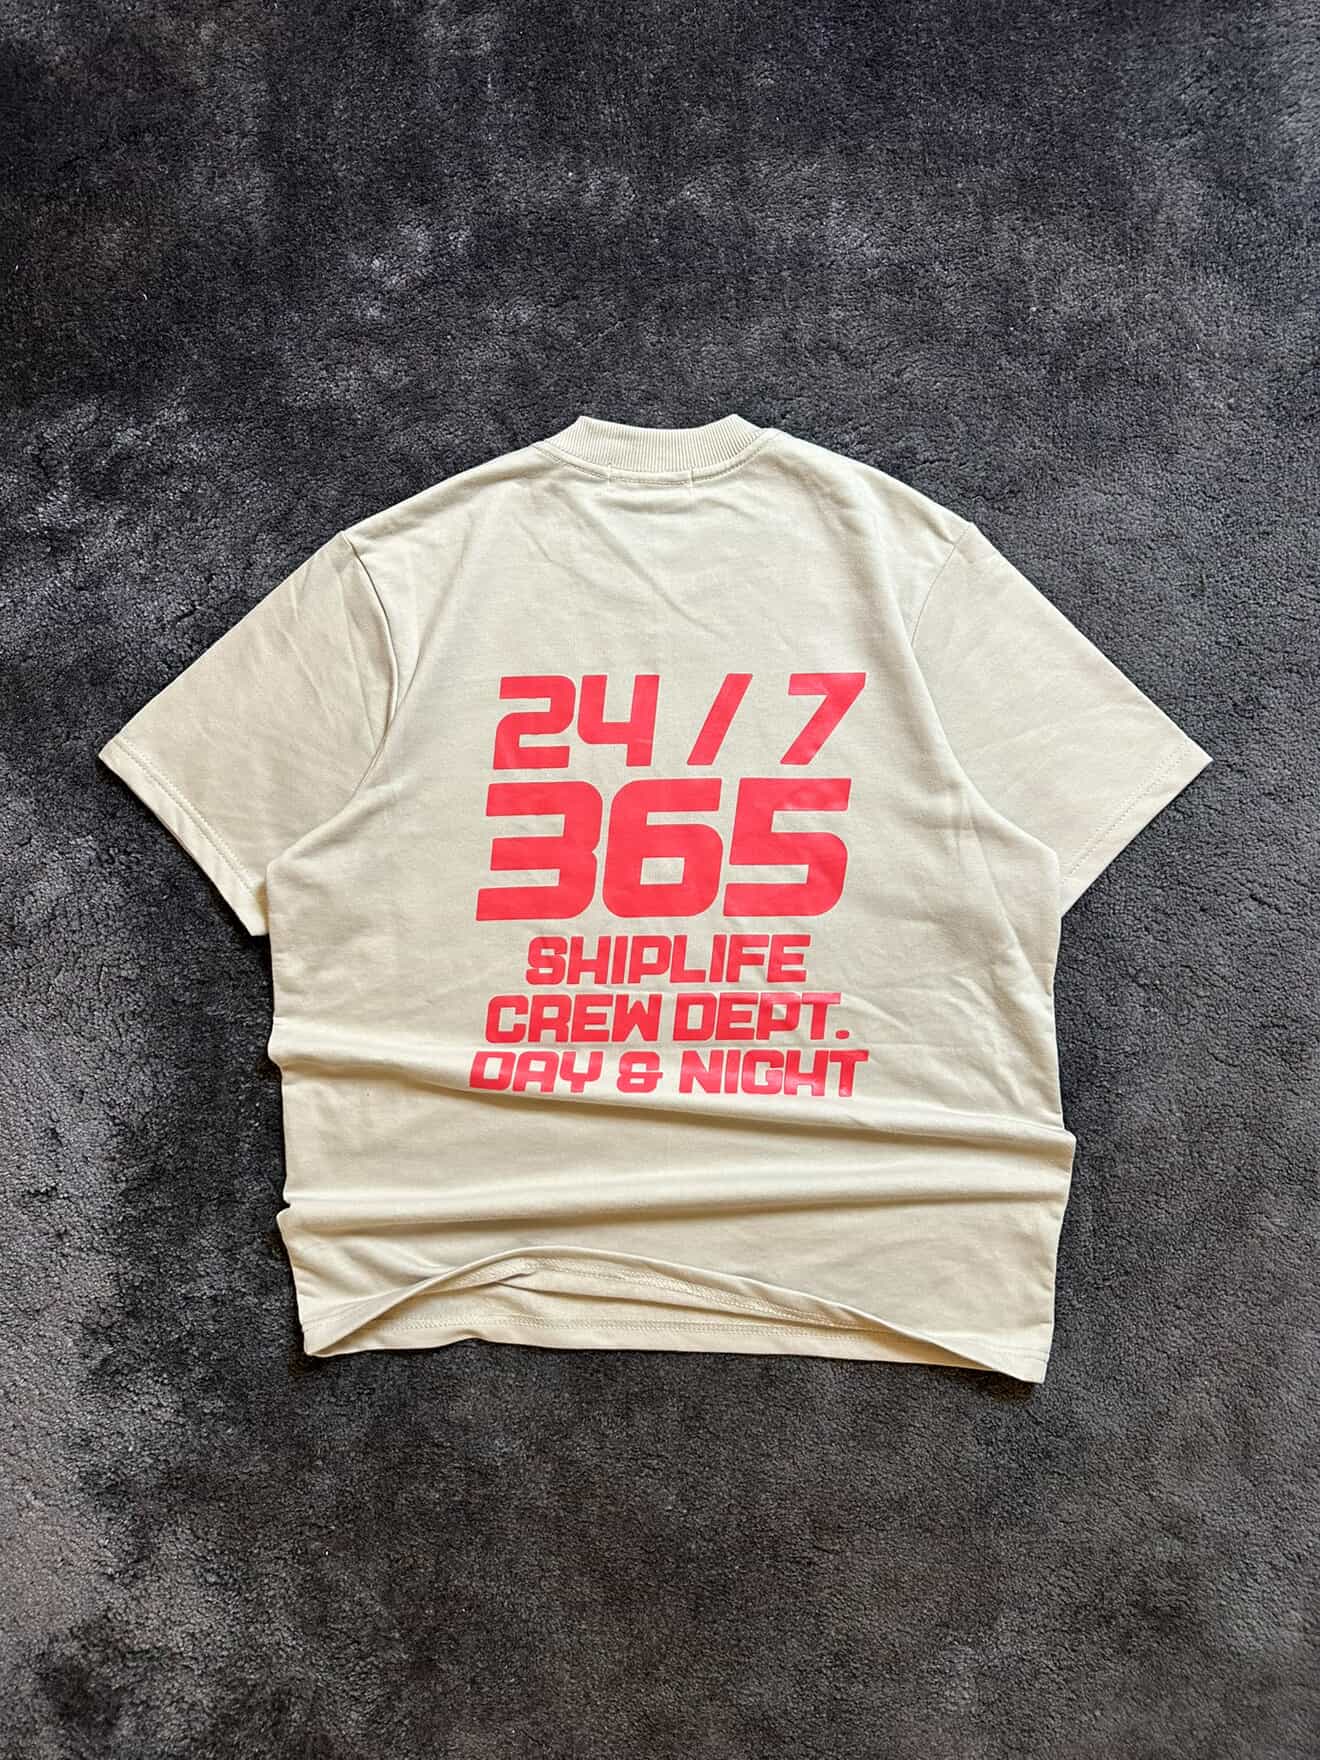 24 / 7
365
SHIPLIFE
CREW DEPT.
DAY & NIGHT